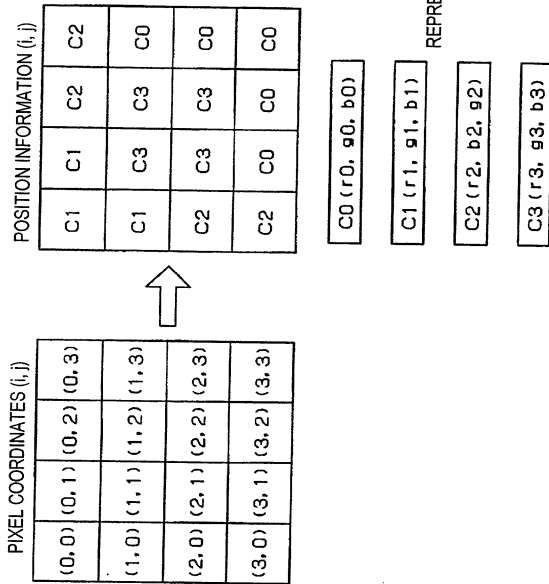 PIXEL COORDINATES (i, j)
(0, 0) (0, 1) (0, 2) (0, 3)
(1, 0) (1, 1) (1, 2) (1, 3)
(2, 0) (2, 1) (2, 2) (2, 3)
(3, 0) (3, 1) (3, 2) (3, 3)
POSITION INFORMATION (i, j)
C1 C1 C2 C2
C1 C3 C3 C0
C2 C3 C3 C0
C2 C0 C0 C0
C0 (r0, g0, b0)
C1 (r1, g1, b1)
C2 (r2, b2, g2)
C3 (r3, g3, b3)
REPRE